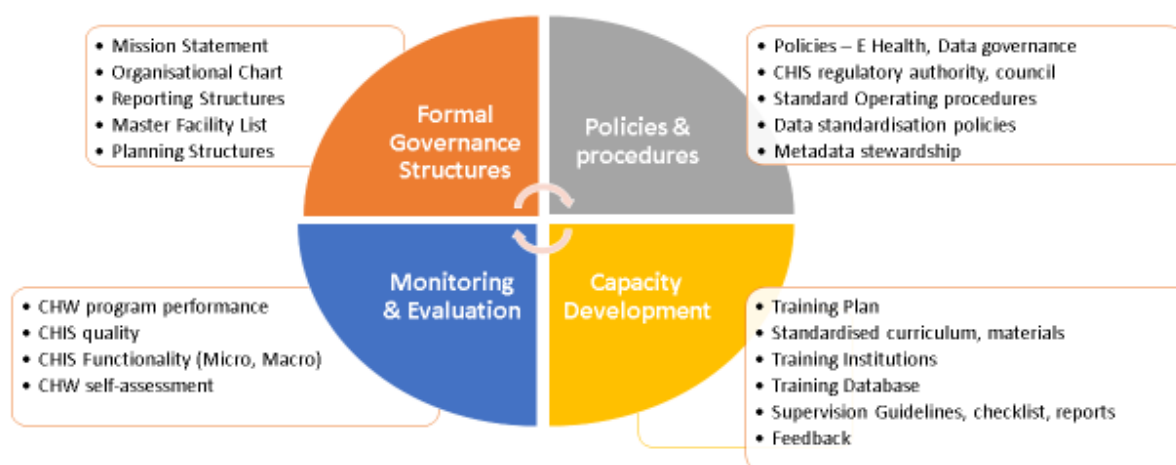 • Mission Statement
• Organisational Chart
• Reporting Structures
• Master Facility List
• Planning Structures
Formal
Governance
Structures
Policies &
procedures
• Policies – E Health, Data governance
• CHIS regulatory authority, council
• Standard Operating procedures
• Data standardisation policies
• Metadata stewardship
• CHW program performance
• CHIS quality
• CHIS Functionality (Micro, Macro)
• CHW self-assessment
Monitoring
& Evaluation
Capacity
Development
• Training Plan
• Standardised curriculum, materials
• Training Institutions
• Training Database
• Supervision Guidelines, checklist, reports
• Feedback